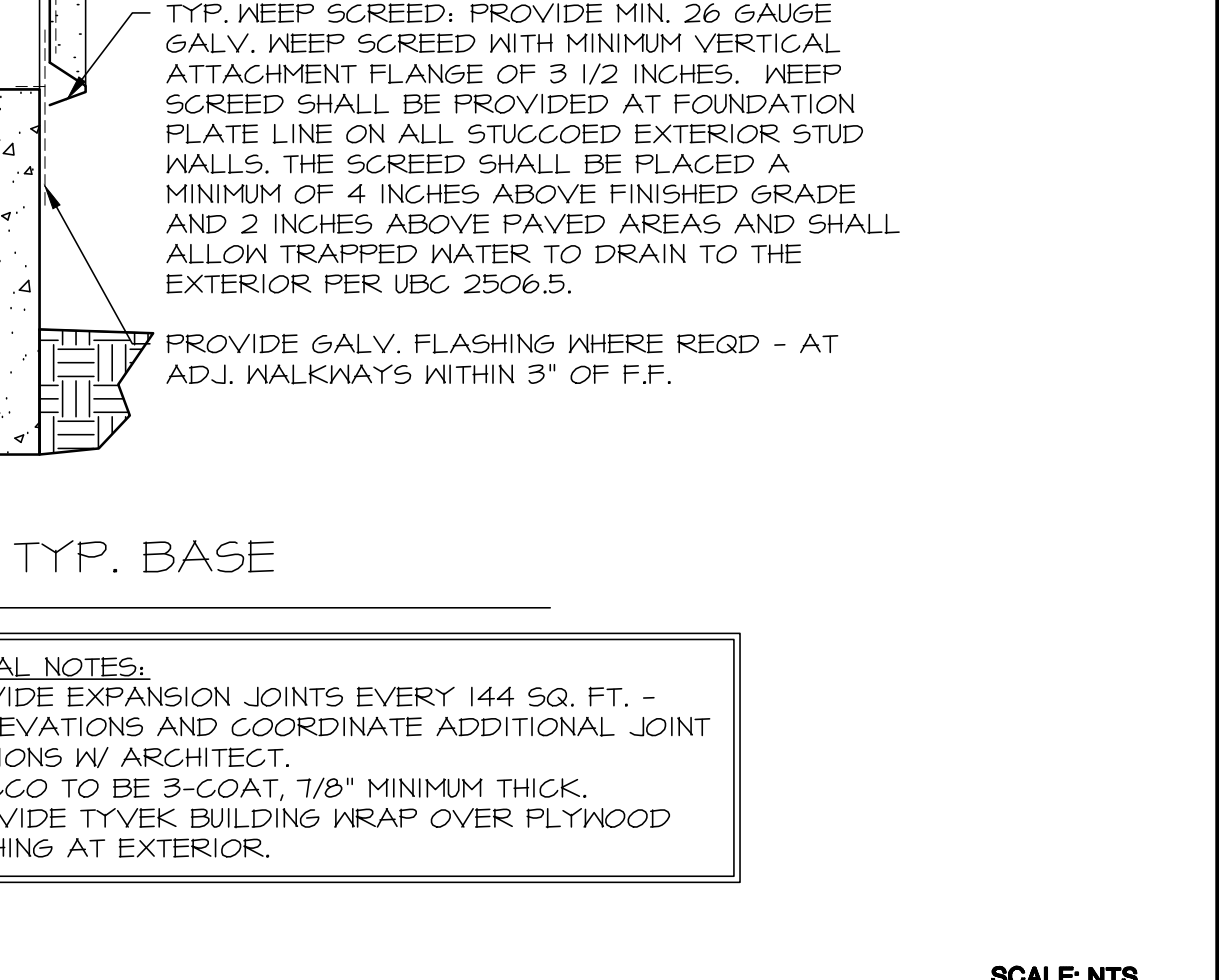 TYP. WEEP SCREED: PROVIDE MIN. 26 GAUGE
GALV. WEEP SCREED WITH MINIMUM VERTICAL
ATTACHMENT FLANGE OF 3 1/2 INCHES. WEEP
SCREED SHALL BE PROVIDED AT FOUNDATION
PLATE LINE ON ALL STUCCOED EXTERIOR STUD
WALLS. THE SCREED SHALL BE PLACED A
MINIMUM OF 4 INCHES ABOVE FINISHED GRADE
AND 2 INCHES ABOVE PAVED AREAS AND SHALL
ALLOW TRAPPED WATER TO DRAIN TO THE
EXTERIOR PER UBC 2506.5.
PROVIDE GALV. FLASHING WHERE REQD - AT
ADJ. WALKWAYS WITHIN 3" OF F.F.
TYP. BASE
AL NOTES:
VIDE EXPANSION JOINTS EVERY 144 SQ. FT. -
EVATIONS AND COORDINATE ADDITIONAL JOINT
IONS W/ ARCHITECT.
CCO TO BE 3-COAT, 7/8" MINIMUM THICK.
VIDE TYVEK BUILDING WRAP OVER PLYWOOD
HING AT EXTERIOR.
SCALE: NTS